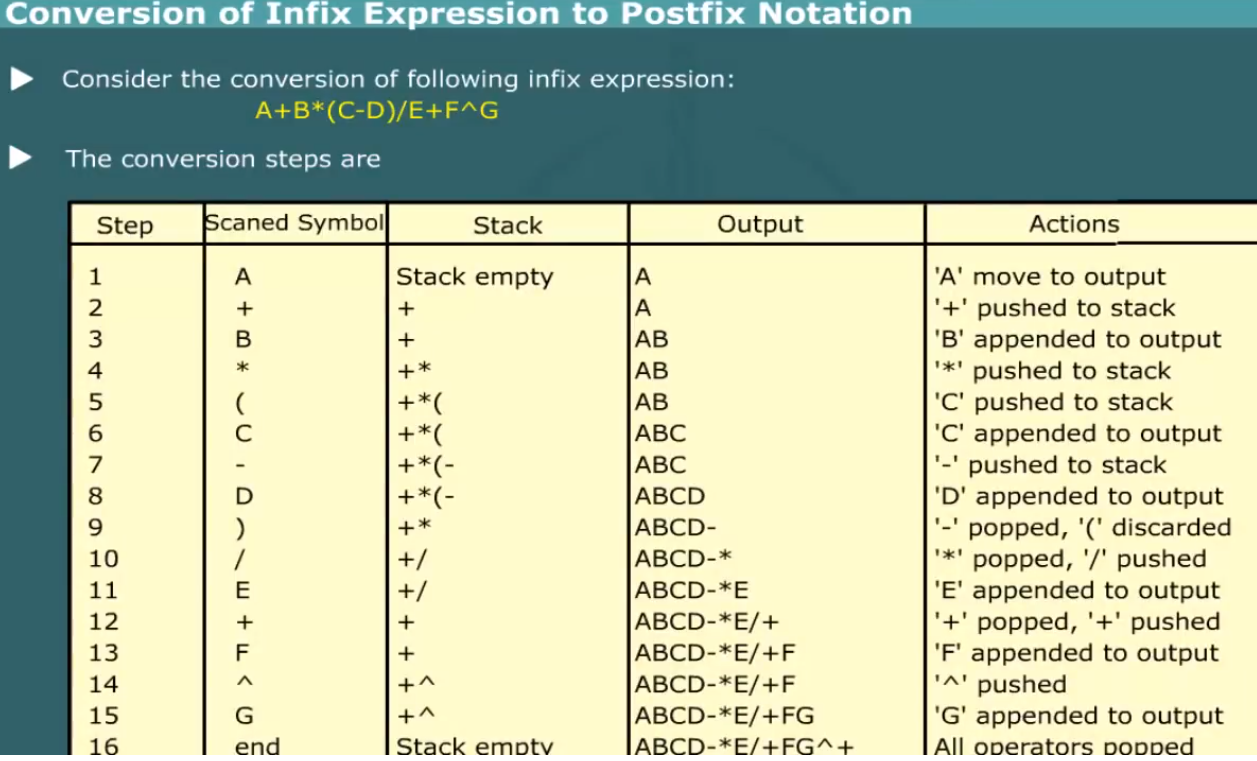 Conversion of Infix Expression to Postfix Notation
Consider the conversion of following infix expression:
A+B*(C-D)/E+F^G
The conversion steps are
Step Scaned Symbol Stack Output Actions
1 A Stack empty A 'A' move to output
2 + + A '+' pushed to stack
3 B + AB 'B' appended to output
4 * +* AB '*' pushed to stack
5 ( +*( AB 'C' pushed to stack
6 C +*( ABC 'C' appended to output
7 - +*(- ABC '-' pushed to stack
8 D +*(- ABCD 'D' appended to output
9 ) +* ABCD- '-' popped, '(' discarded
10 / +/ ABCD-* '*' popped, '/' pushed
11 E +/ ABCD-*E 'E' appended to output
12 + + ABCD-*E/+ '+' popped, '+' pushed
13 F + ABCD-*E/+F 'F' appended to output
14 ^ +^ ABCD-*E/+F '^' pushed
15 G +^ ABCD-*E/+FG 'G' appended to output
16 end Stack empty ABCD-*E/+FG^+ All operators popped